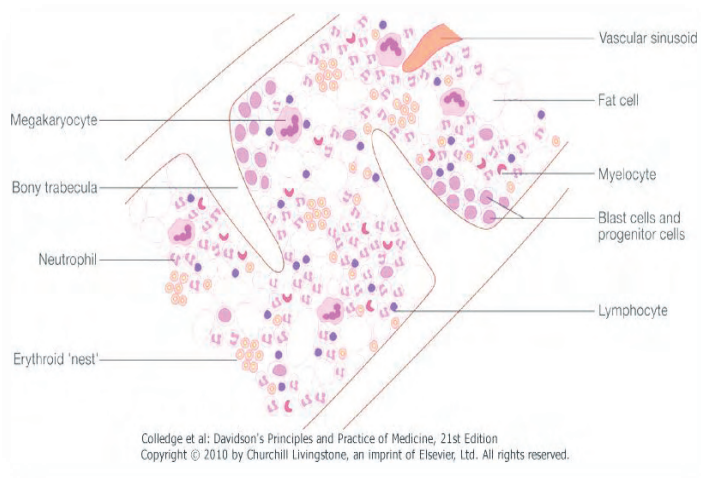 Vascular sinusoid
Fat cell
Megakaryocyte
Myelocyte
Bony trabecula
Blast cells and
progenitor cells
Neutrophil
Lymphocyte
Erythroid 'nest'
Colledge et al: Davidson's Principles and Practice of Medicine, 21st Edition
Copyright © 2010 by Churchill Livingstone, an imprint of Elsevier, Ltd. All rights reserved.